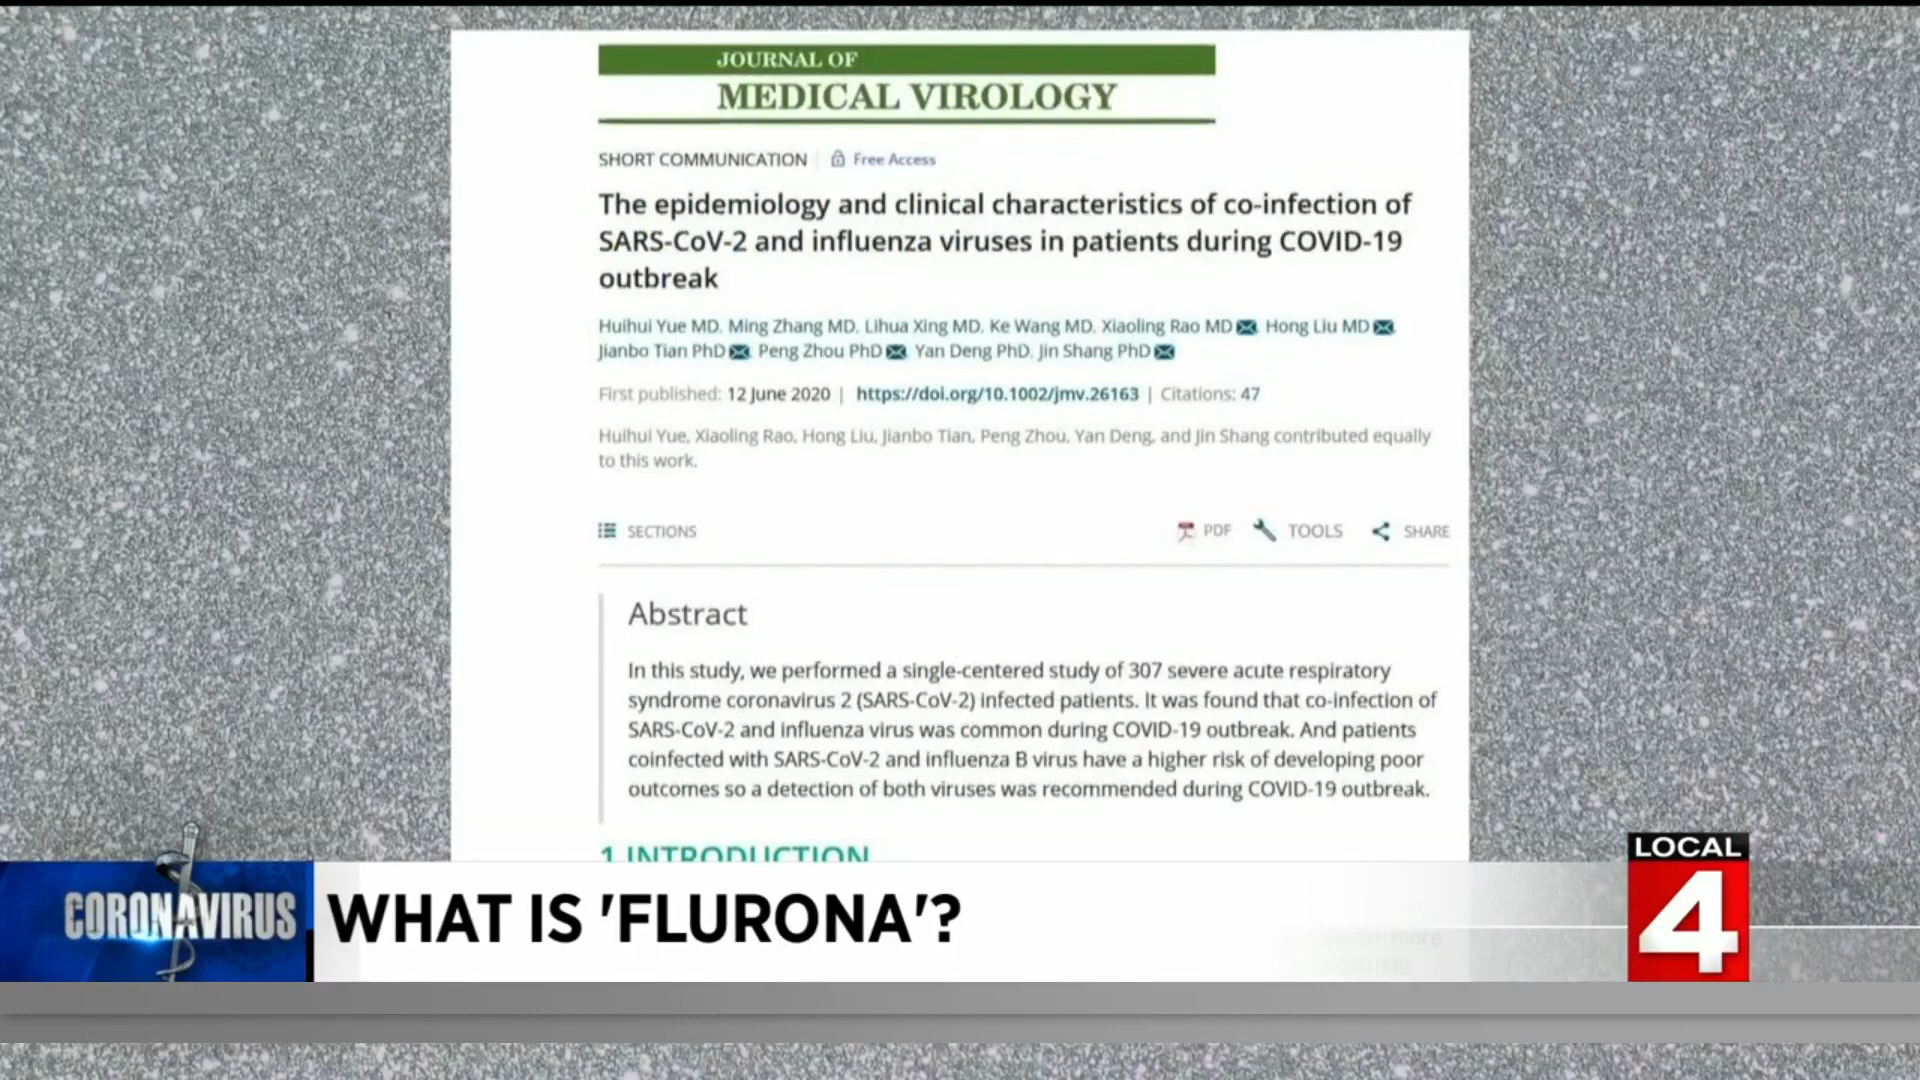 JOURNAL OF
MEDICAL VIROLOGY
SHORT COMMUNICATION | Free Access
The epidemiology and clinical characteristics of co-infection of
SARS-CoV-2 and influenza viruses in patients during COVID-19
outbreak
Huihui Yue MD, Ming Zhang MD, Lihua Xing MD, Ke Wang MD, Xiaoling Rao MD, Hong Liu MD,
Jianbo Tian PhD, Peng Zhou PhD, Yan Deng PhD, Jin Shang PhD
First published: 12 June 2020 | https://doi.org/10.1002/jmv.26163 | Citations: 47
Huihui Yue, Xiaoling Rao, Hong Liu, Jianbo Tian, Peng Zhou, Yan Deng, and Jin Shang contributed equally
to this work.
SECTIONS PDF TOOLS SHARE
Abstract
In this study, we performed a single-centered study of 307 severe acute respiratory
syndrome coronavirus 2 (SARS-CoV-2) infected patients. It was found that co-infection of
SARS-CoV-2 and influenza virus was common during COVID-19 outbreak. And patients
coinfected with SARS-CoV-2 and influenza B virus have a higher risk of developing poor
outcomes so a detection of both viruses was recommended during COVID-19 outbreak.
1 INTRODUCTION
CORONAVIRUS
WHAT IS 'FLURONA'?
LOCAL
4